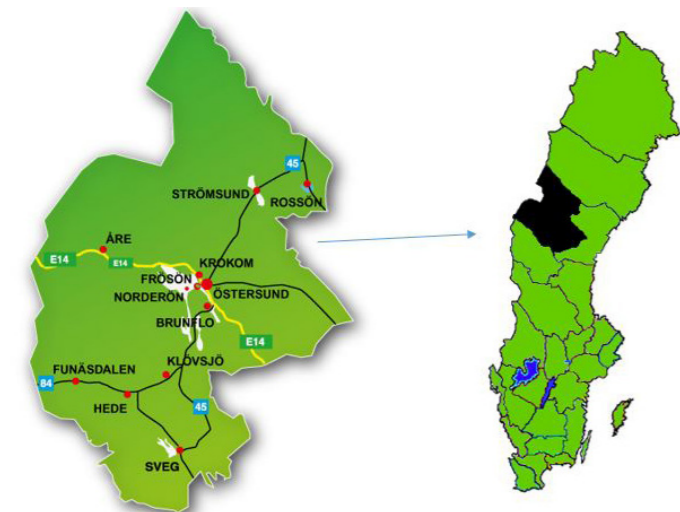 45
STRÖMSUND
ROSSÖN
ÅRE
E14
E14
KROKOM
FRÖSÖN
NORDERÖN
ÖSTERSUND
BRUNFLO
E14
FUNÄSDALEN
KLÖVSJÖ
84
HEDE
45
SVEG